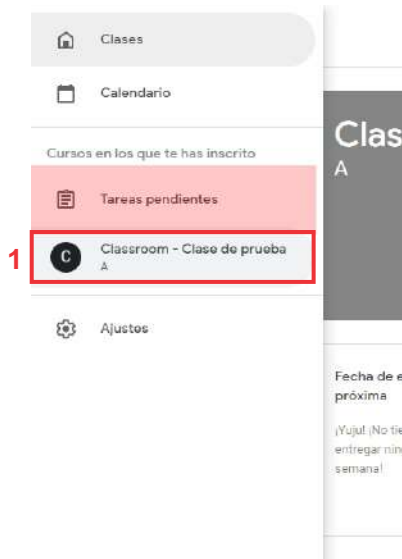 Clases
Calendario
Cursos en los que te has inscrito
Tareas pendientes
1
C
Classroom - Clase de prueba
A
Ajustes
Clas
A
Fecha de e
próxima
¡Yuju! ¡No tie
entregar nin
semana!